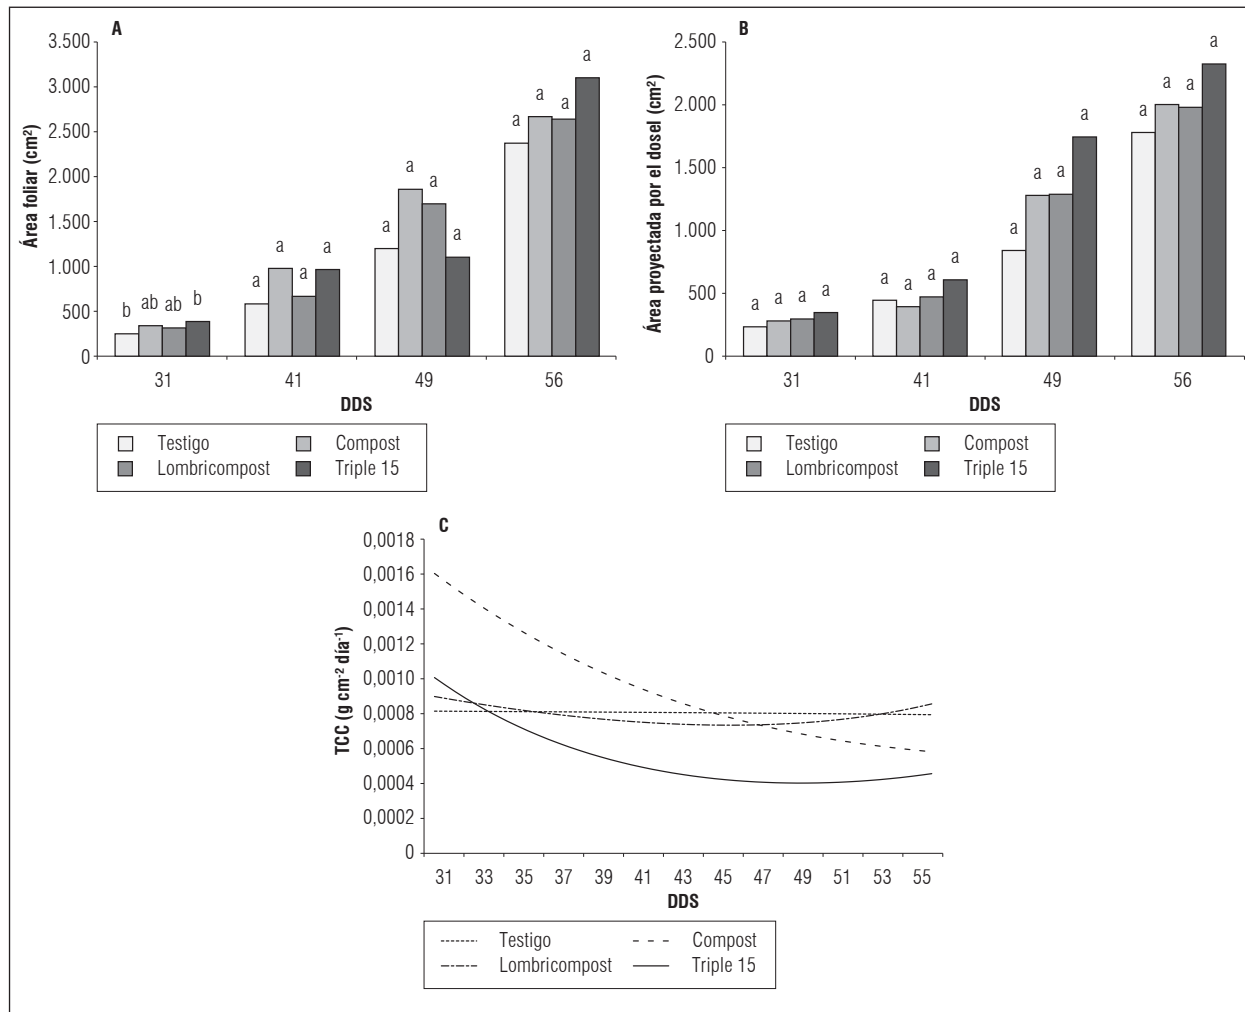 A
Área foliar (cm²)
3.500
3.000
2.500
2.000
1.500
1.000
500
0
b ab ab b
a a a a
a a a a
a a a a
31 41 49 56
DDS
Testigo Compost
Lombricompost Triple 15
B
Área proyectada por el dosel (cm²)
2.500
2.000
1.500
1.000
500
0
a a a a
a a a a
a a a a
a a a a
31 41 49 56
DDS
Testigo Compost
Lombricompost Triple 15
C
TCC (g cm⁻² día⁻¹)
0,0018
0,0016
0,0014
0,0012
0,0010
0,0008
0,0006
0,0004
0,0002
0
31 33 35 37 39 41 43 45 47 49 51 53 55
DDS
Testigo Compost
Lombricompost Triple 15